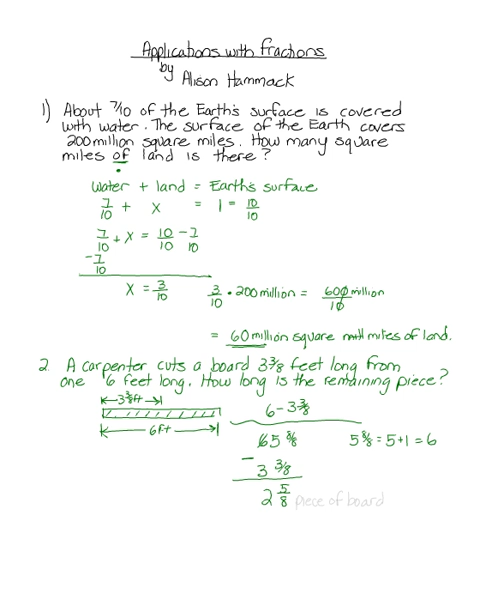 Applications with fractions
by
Alison Hammack
1) About 7/10 of the Earth's surface is covered
with water. The surface of the Earth covers
200 million square miles. How many square
miles of land is there?
water + land = Earth's surface
7/10 + x = 1 = 10/10
7/10 + x = 10/10 - 7/10
-7/10
x = 3/10 3/10 • 200 million = 600 million/10
= 60 million square miles of land.
2. A carpenter cuts a board 3 3/8 feet long from
one 6 feet long. How long is the remaining piece?
3 3/8 ft
6 ft
6 - 3 3/8
6 5 8/8 5 8/8 = 5 + 1 = 6
- 3 3/8
2 5/8 piece of board